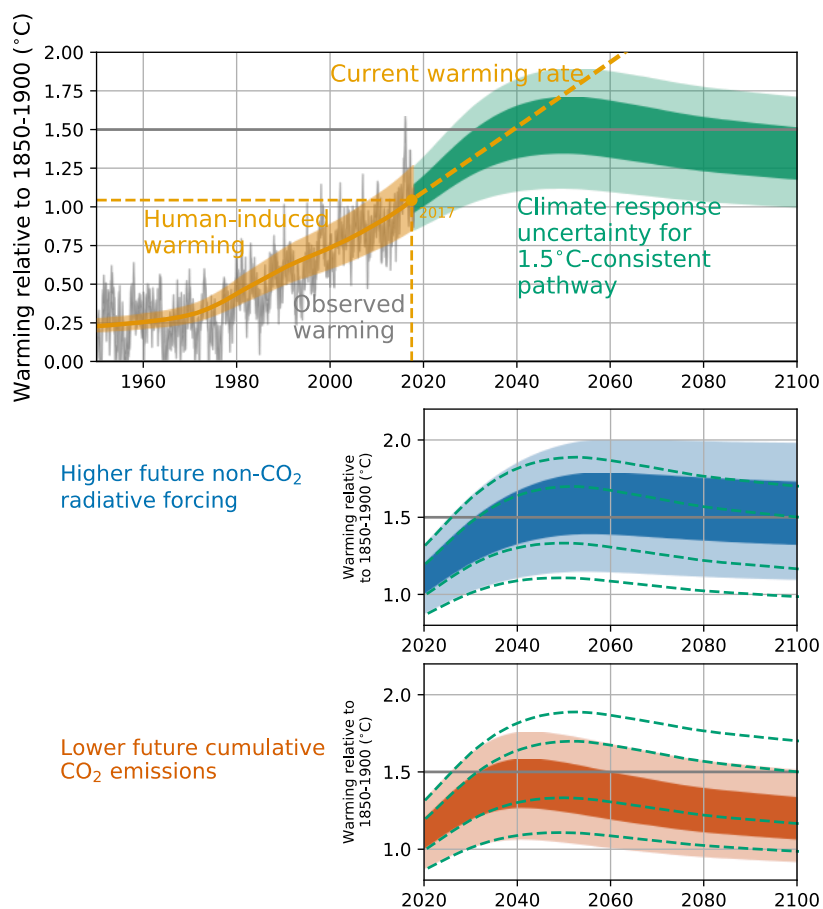 Warming relative to 1850-1900 (°C)
2.00
1.75
1.50
1.25
1.00
0.75
0.50
0.25
0.00
Current warming rate
Human-induced
warming
2017
Observed
warming
Climate response
uncertainty for
1.5°C-consistent
pathway
1960
1980
2000
2020
2040
2060
2080
2100
Higher future non-CO₂
radiative forcing
Warming relative
to 1850-1900 (°C)
2.0
1.5
1.0
2020
2040
2060
2080
2100
Lower future cumulative
CO₂ emissions
Warming relative to
1850-1900 (°C)
2.0
1.5
1.0
2020
2040
2060
2080
2100